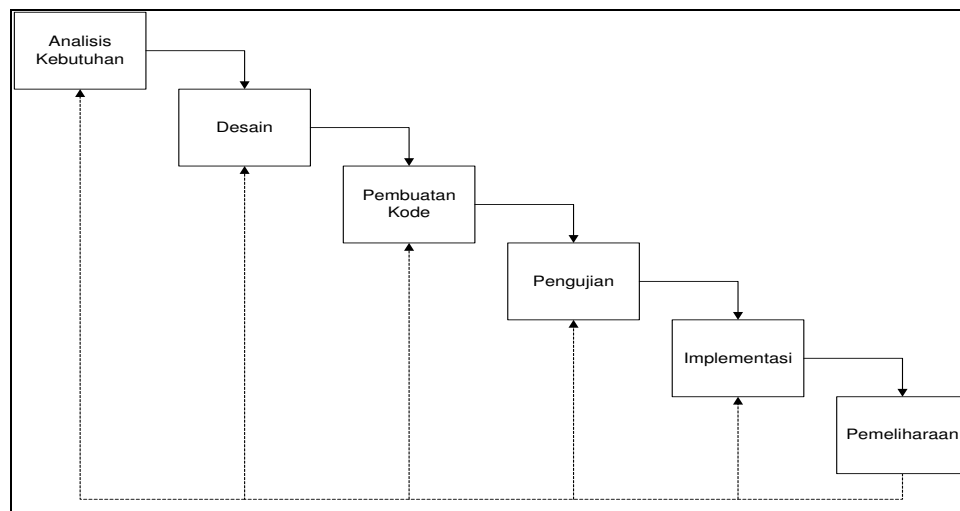 Analisis
Kebutuhan
Desain
Pembuatan
Kode
Pengujian
Implementasi
Pemeliharaan